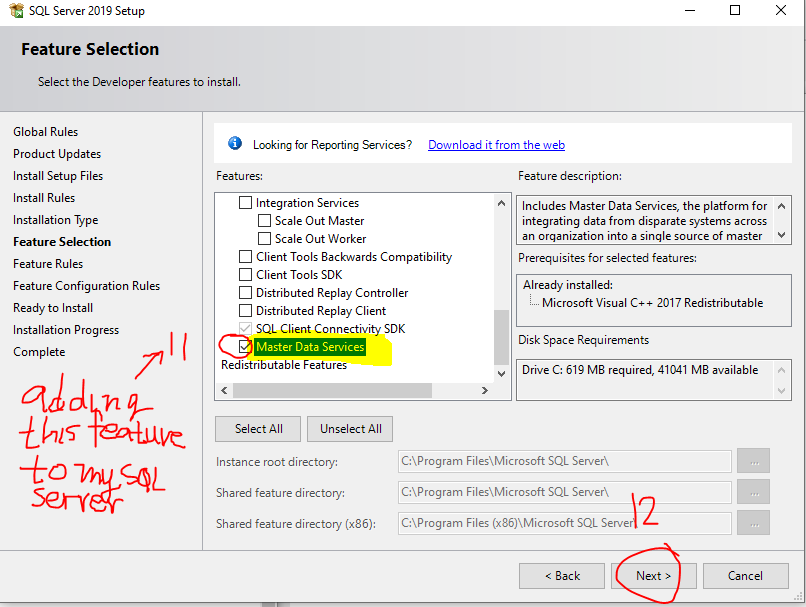 SQL Server 2019 Setup
Feature Selection
Select the Developer features to install.
Global Rules
Product Updates
Install Setup Files
Install Rules
Installation Type
Feature Selection
Feature Rules
Feature Configuration Rules
Ready to Install
Installation Progress
Complete
11
adding
this feature
to my SQL
server
Looking for Reporting Services? Download it from the web
Features:
Integration Services
Scale Out Master
Scale Out Worker
Client Tools Backwards Compatibility
Client Tools SDK
Distributed Replay Controller
Distributed Replay Client
SQL Client Connectivity SDK
Master Data Services
Redistributable Features
Feature description:
Includes Master Data Services, the platform for
integrating data from disparate systems across
an organization into a single source of master
Prerequisites for selected features:
Already installed:
Microsoft Visual C++ 2017 Redistributable
Disk Space Requirements
Drive C: 619 MB required, 41041 MB available
Select All
Unselect All
Instance root directory: C:\Program Files\Microsoft SQL Server\
...
Shared feature directory: C:\Program Files\Microsoft SQL Server\
...
Shared feature directory (x86): C:\Program Files (x86)\Microsoft SQL Server\
...
12
< Back
Next >
Cancel